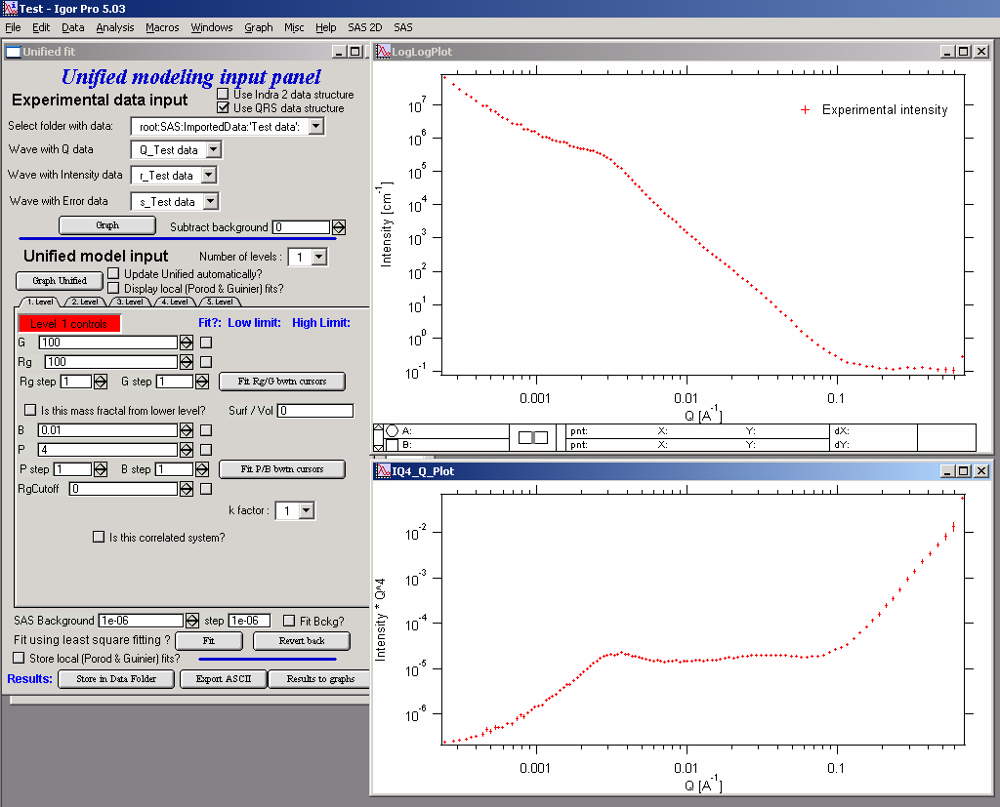 Test - Igor Pro 5.03
File Edit Data Analysis Macros Windows Graph Misc Help SAS 2D SAS
Unified fit
Unified modeling input panel
Experimental data input
Use Indra 2 data structure
Use QRS data structure
Select folder with data: root:SAS:ImportedData:'Test data':
Wave with Q data Q_Test data
Wave with Intensity data r_Test data
Wave with Error data s_Test data
Graph Subtract background 0
Unified model input Number of levels : 1
Graph Unified Update Unified automatically?
Display local (Porod & Guinier) fits?
1. Level 2. Level 3. Level 4. Level 5. Level
Level 1 controls Fit?: Low limit: High Limit:
G 100
Rg 100
Rg step 1 G step 1 Fit Rg/G bwtn cursors
Is this mass fractal from lower level? Surf / Vol 0
B 0.01
P 4
P step 1 B step 1 Fit P/B bwtn cursors
RgCutoff 0
k factor : 1
Is this correlated system?
SAS Background 1e-06 step 1e-06 Fit Bckg?
Fit using least square fitting ? Fit Revert back
Store local (Porod & Guinier) fits?
Results: Store in Data Folder Export ASCII Results to graphs
LogLogPlot
Experimental intensity
Intensity [cm-1]
10^7
10^6
10^5
10^4
10^3
10^2
10^1
10^0
10^-1
0.001 0.01 0.1
Q [A-1]
A: pnt: X: Y: dX:
B: pnt: X: Y: dY:
IQ4_Q_Plot
Intensity * Q^4
10^-2
10^-3
10^-4
10^-5
10^-6
0.001 0.01 0.1
Q [A-1]